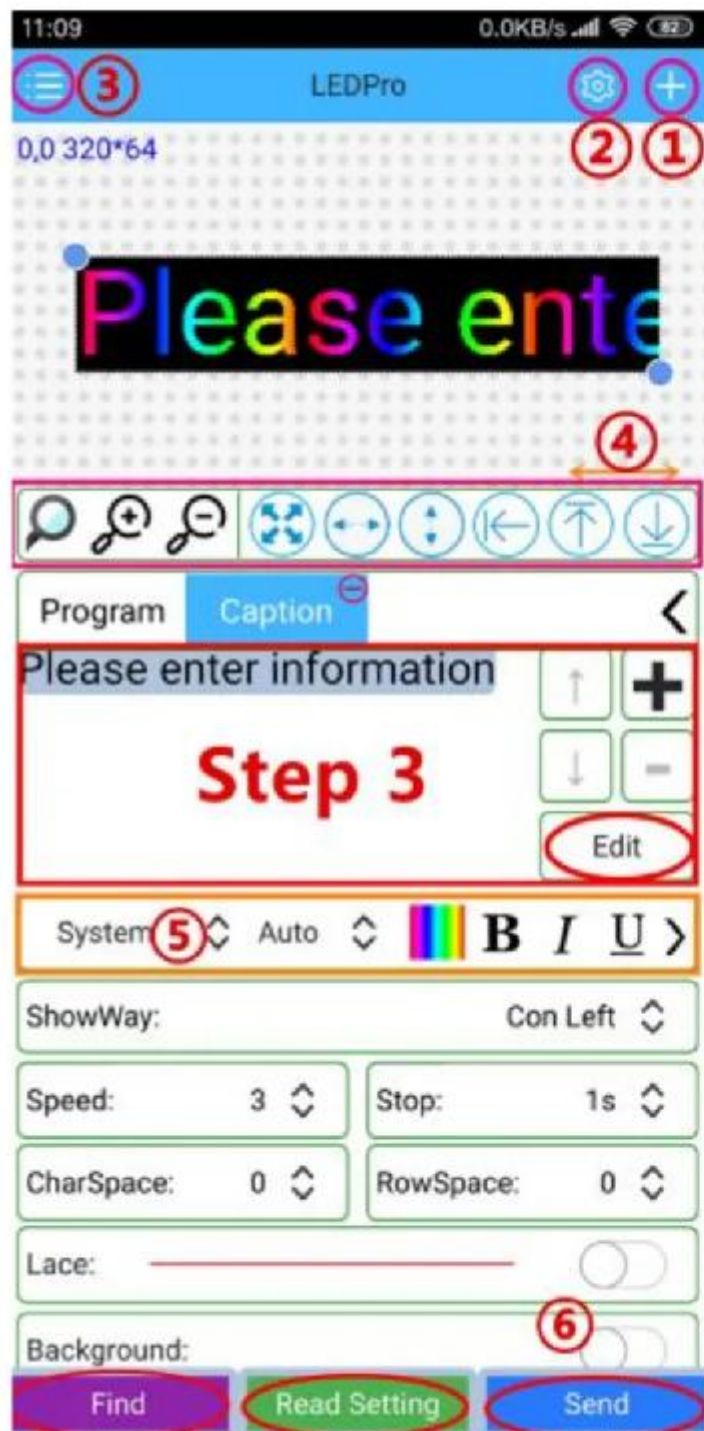 11:09 0.0KB/s 82
③ LEDPro
② ①
0,0 320*64
Please ente
④
Program Caption
Please enter information
Step 3
Edit
System ⑤ Auto B I U
ShowWay: Con Left
Speed: 3 Stop: 1s
CharSpace: 0 RowSpace: 0
Lace:
⑥
Background:
Find Read Setting Send